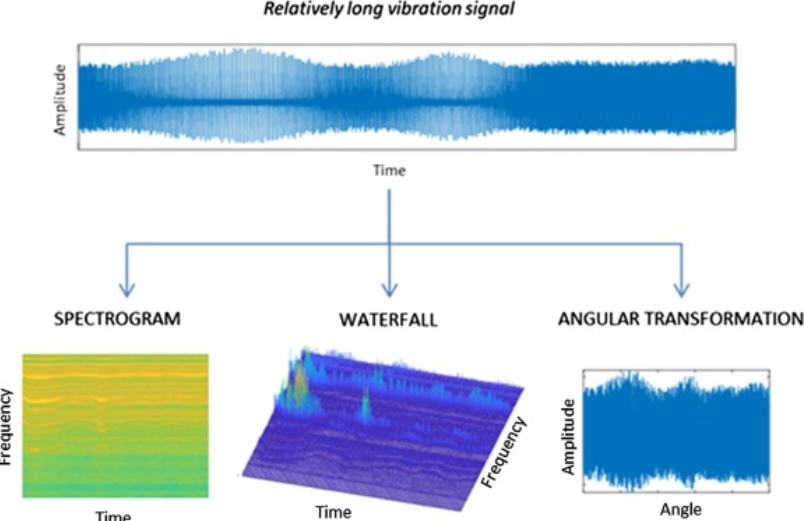 Relatively long vibration signal
Amplitude
Time
SPECTROGRAM
WATERFALL
ANGULAR TRANSFORMATION
Frequency
Time
Frequency
Time
Amplitude
Angle